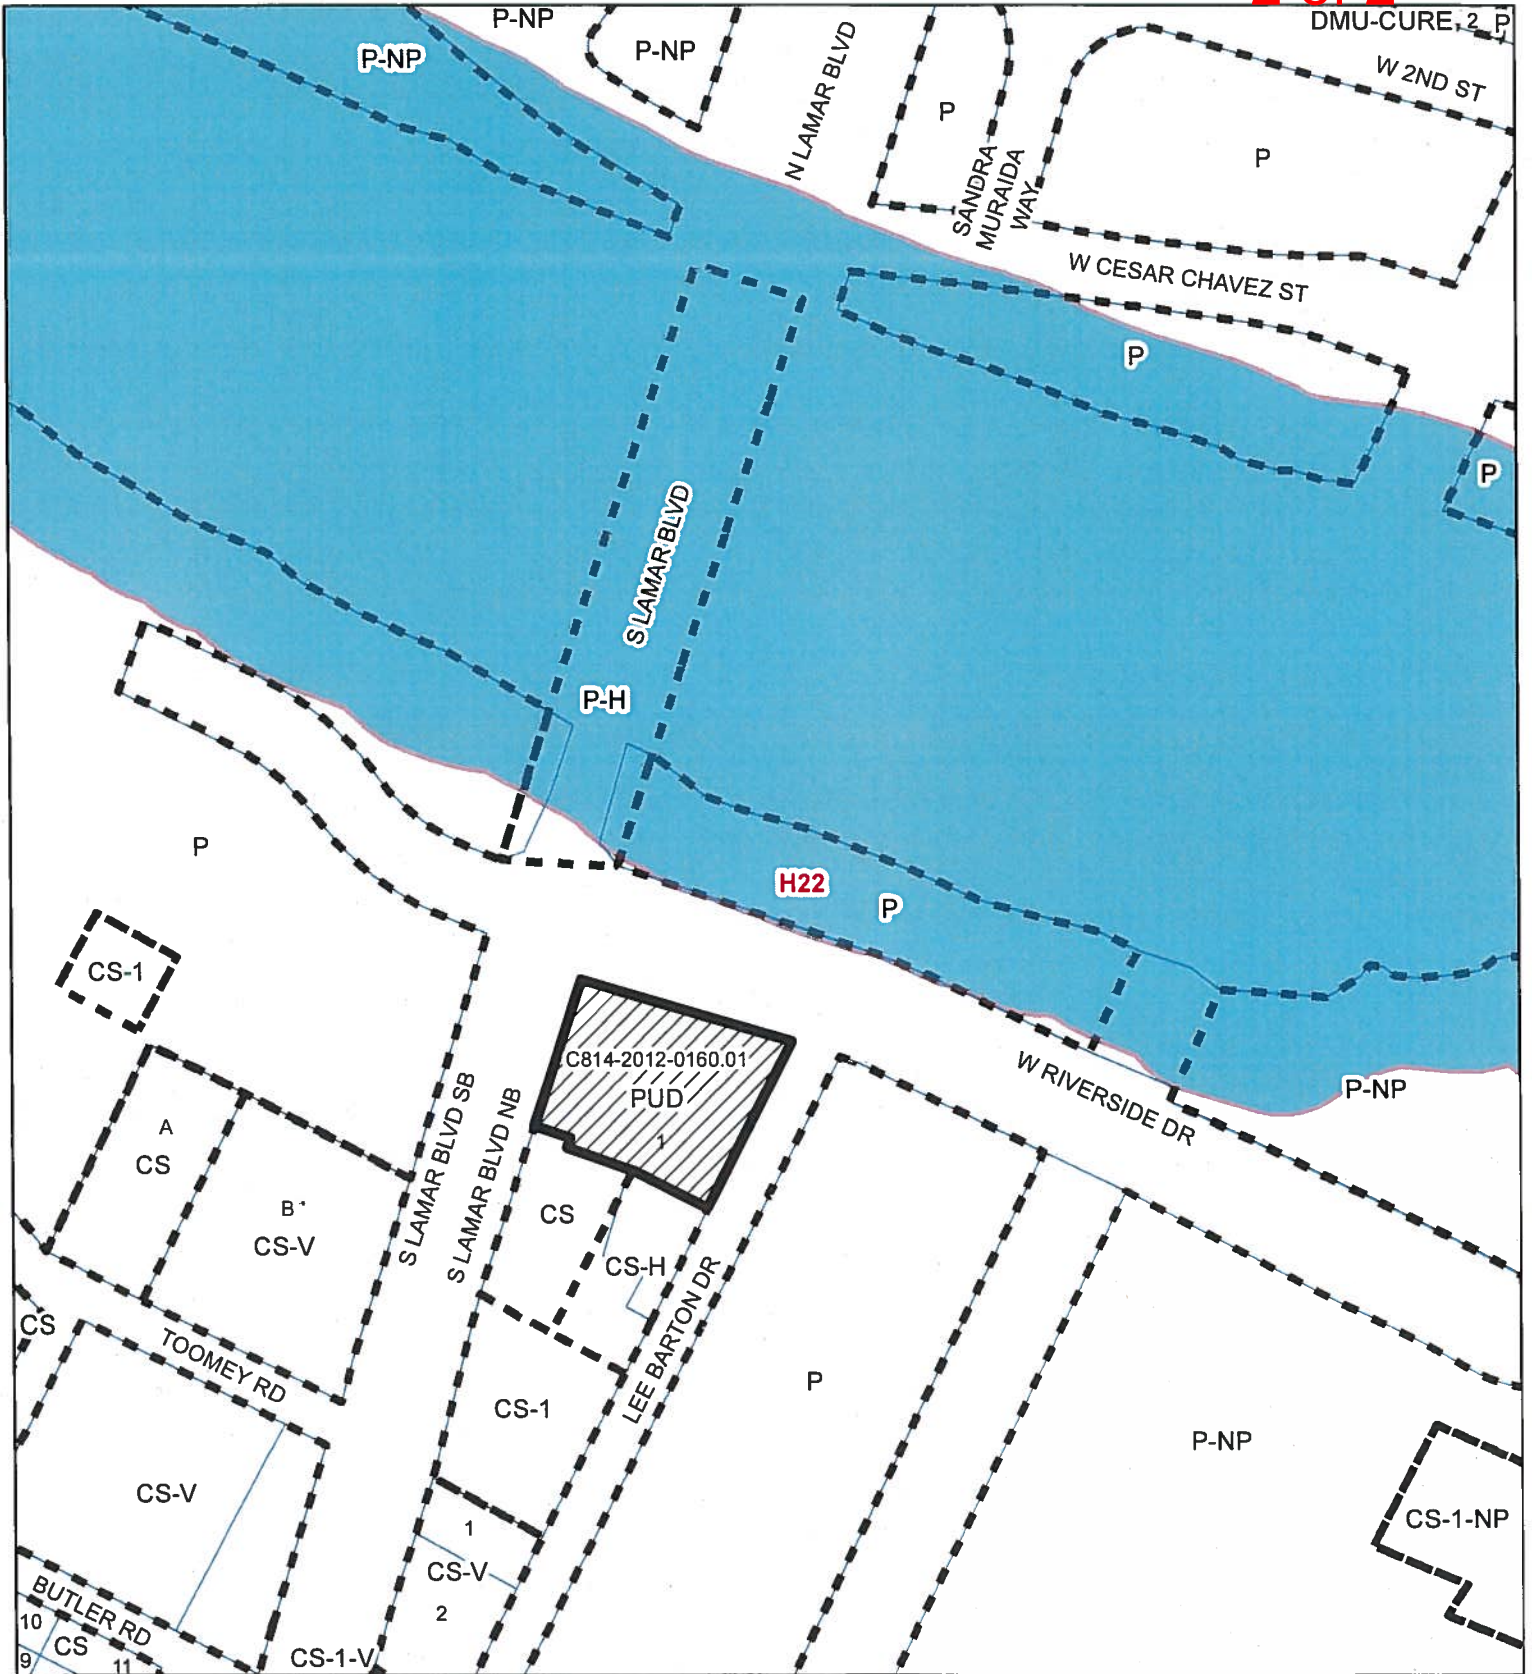 P-NP
DMU-CURE
2
P
P-NP
P-NP
N LAMAR BLVD
W 2ND ST
P
P
SANDRA
MURAIDA
WAY
W CESAR CHAVEZ ST
P
P
S LAMAR BLVD
P-H
P
H22
P
CS-1
C814-2012-0160.01
PUD
1
W RIVERSIDE DR
P-NP
A
CS
S LAMAR BLVD SB
S LAMAR BLVD NB
B
CS-V
CS
CS-H
LEE BARTON DR
CS
TOOMEY RD
P
CS-1
P-NP
CS-V
CS-1-NP
1
CS-V
2
BUTLER RD
10
CS
9
11
CS-1-V